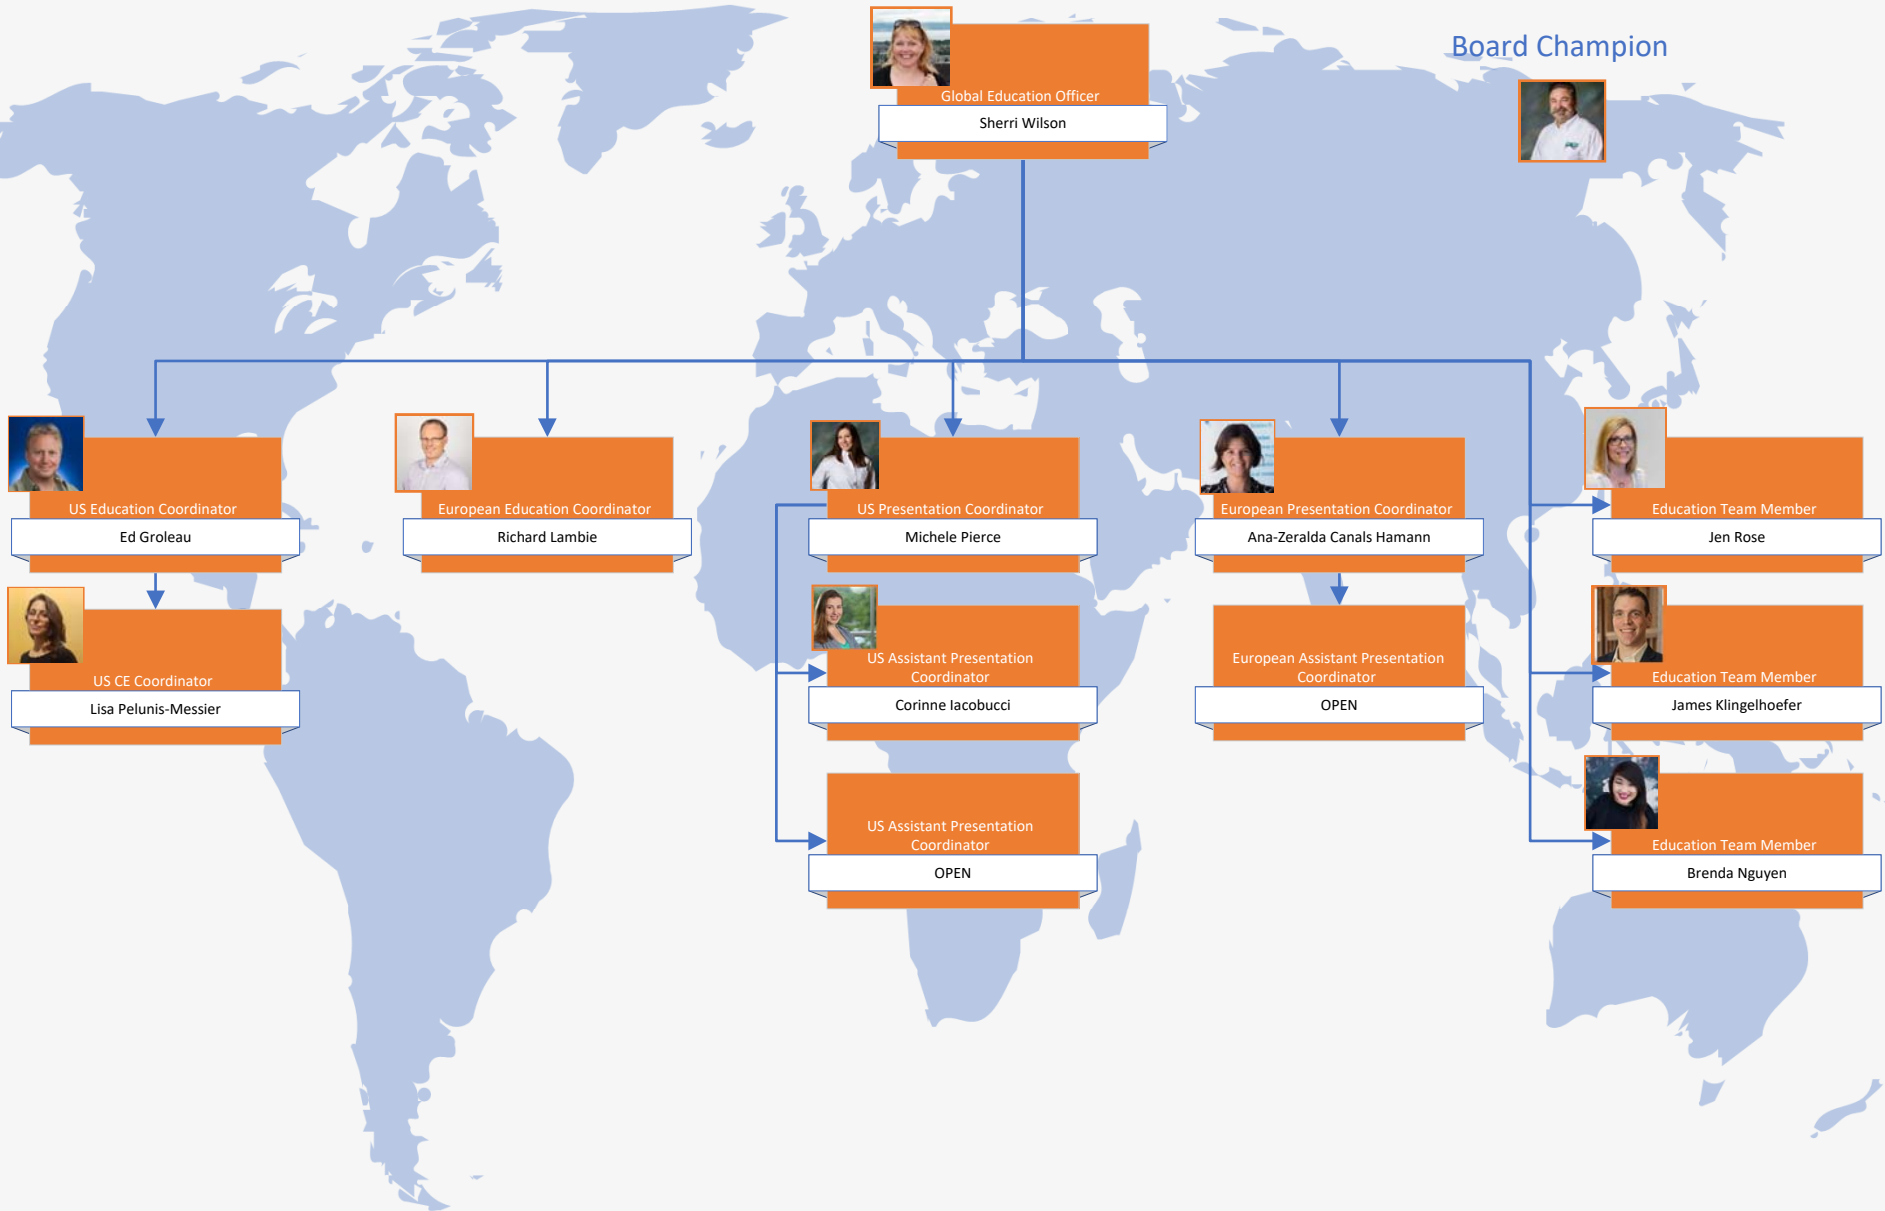 Board Champion
Global Education Officer
Sherri Wilson
US Education Coordinator
Ed Groleau
European Education Coordinator
Richard Lambie
US Presentation Coordinator
Michele Pierce
European Presentation Coordinator
Ana-Zeralda Canals Hamann
Education Team Member
Jen Rose
US CE Coordinator
Lisa Pelunis-Messier
US Assistant Presentation
Coordinator
Corinne Iacobucci
European Assistant Presentation
Coordinator
OPEN
Education Team Member
James Klingelhoefer
US Assistant Presentation
Coordinator
OPEN
Education Team Member
Brenda Nguyen